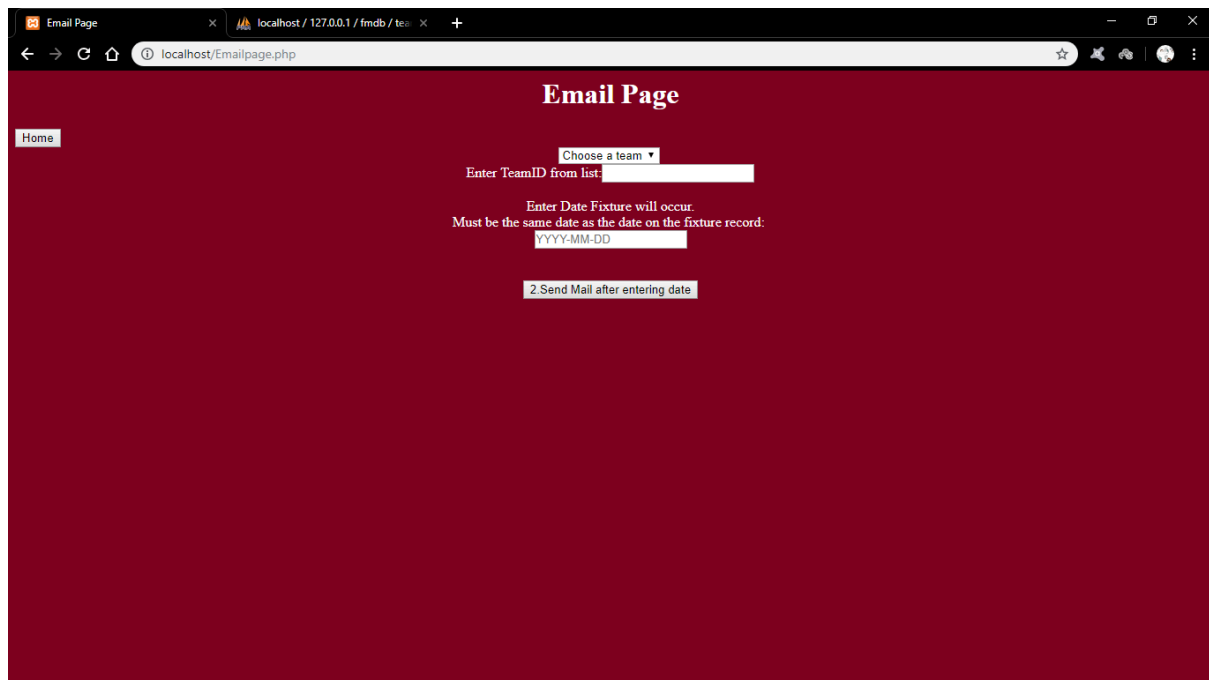 Email Page
localhost / 127.0.0.1 / fmdb / tea
localhost/Emailpage.php
Email Page
Home
Choose a team
Enter TeamID from list:
Enter Date Fixture will occur.
Must be the same date as the date on the fixture record:
YYYY-MM-DD
2.Send Mail after entering date